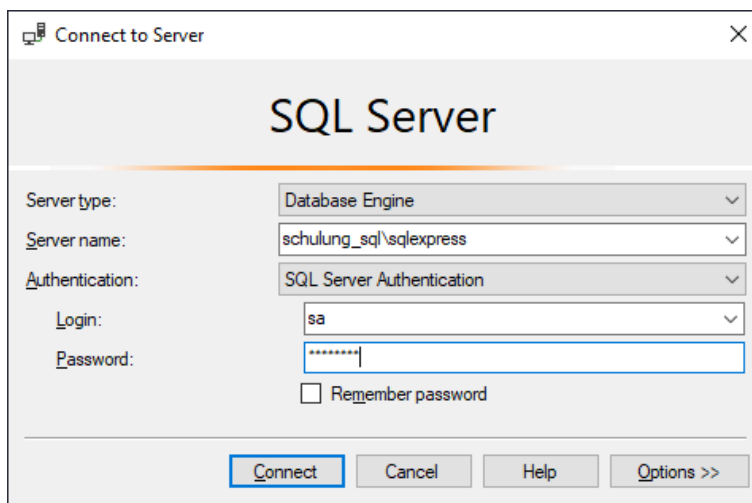 Connect to Server
SQL Server
Server type: Database Engine
Server name: schulung_sql\sqlexpress
Authentication: SQL Server Authentication
Login: sa
Password: ********
Remember password
Connect Cancel Help Options >>